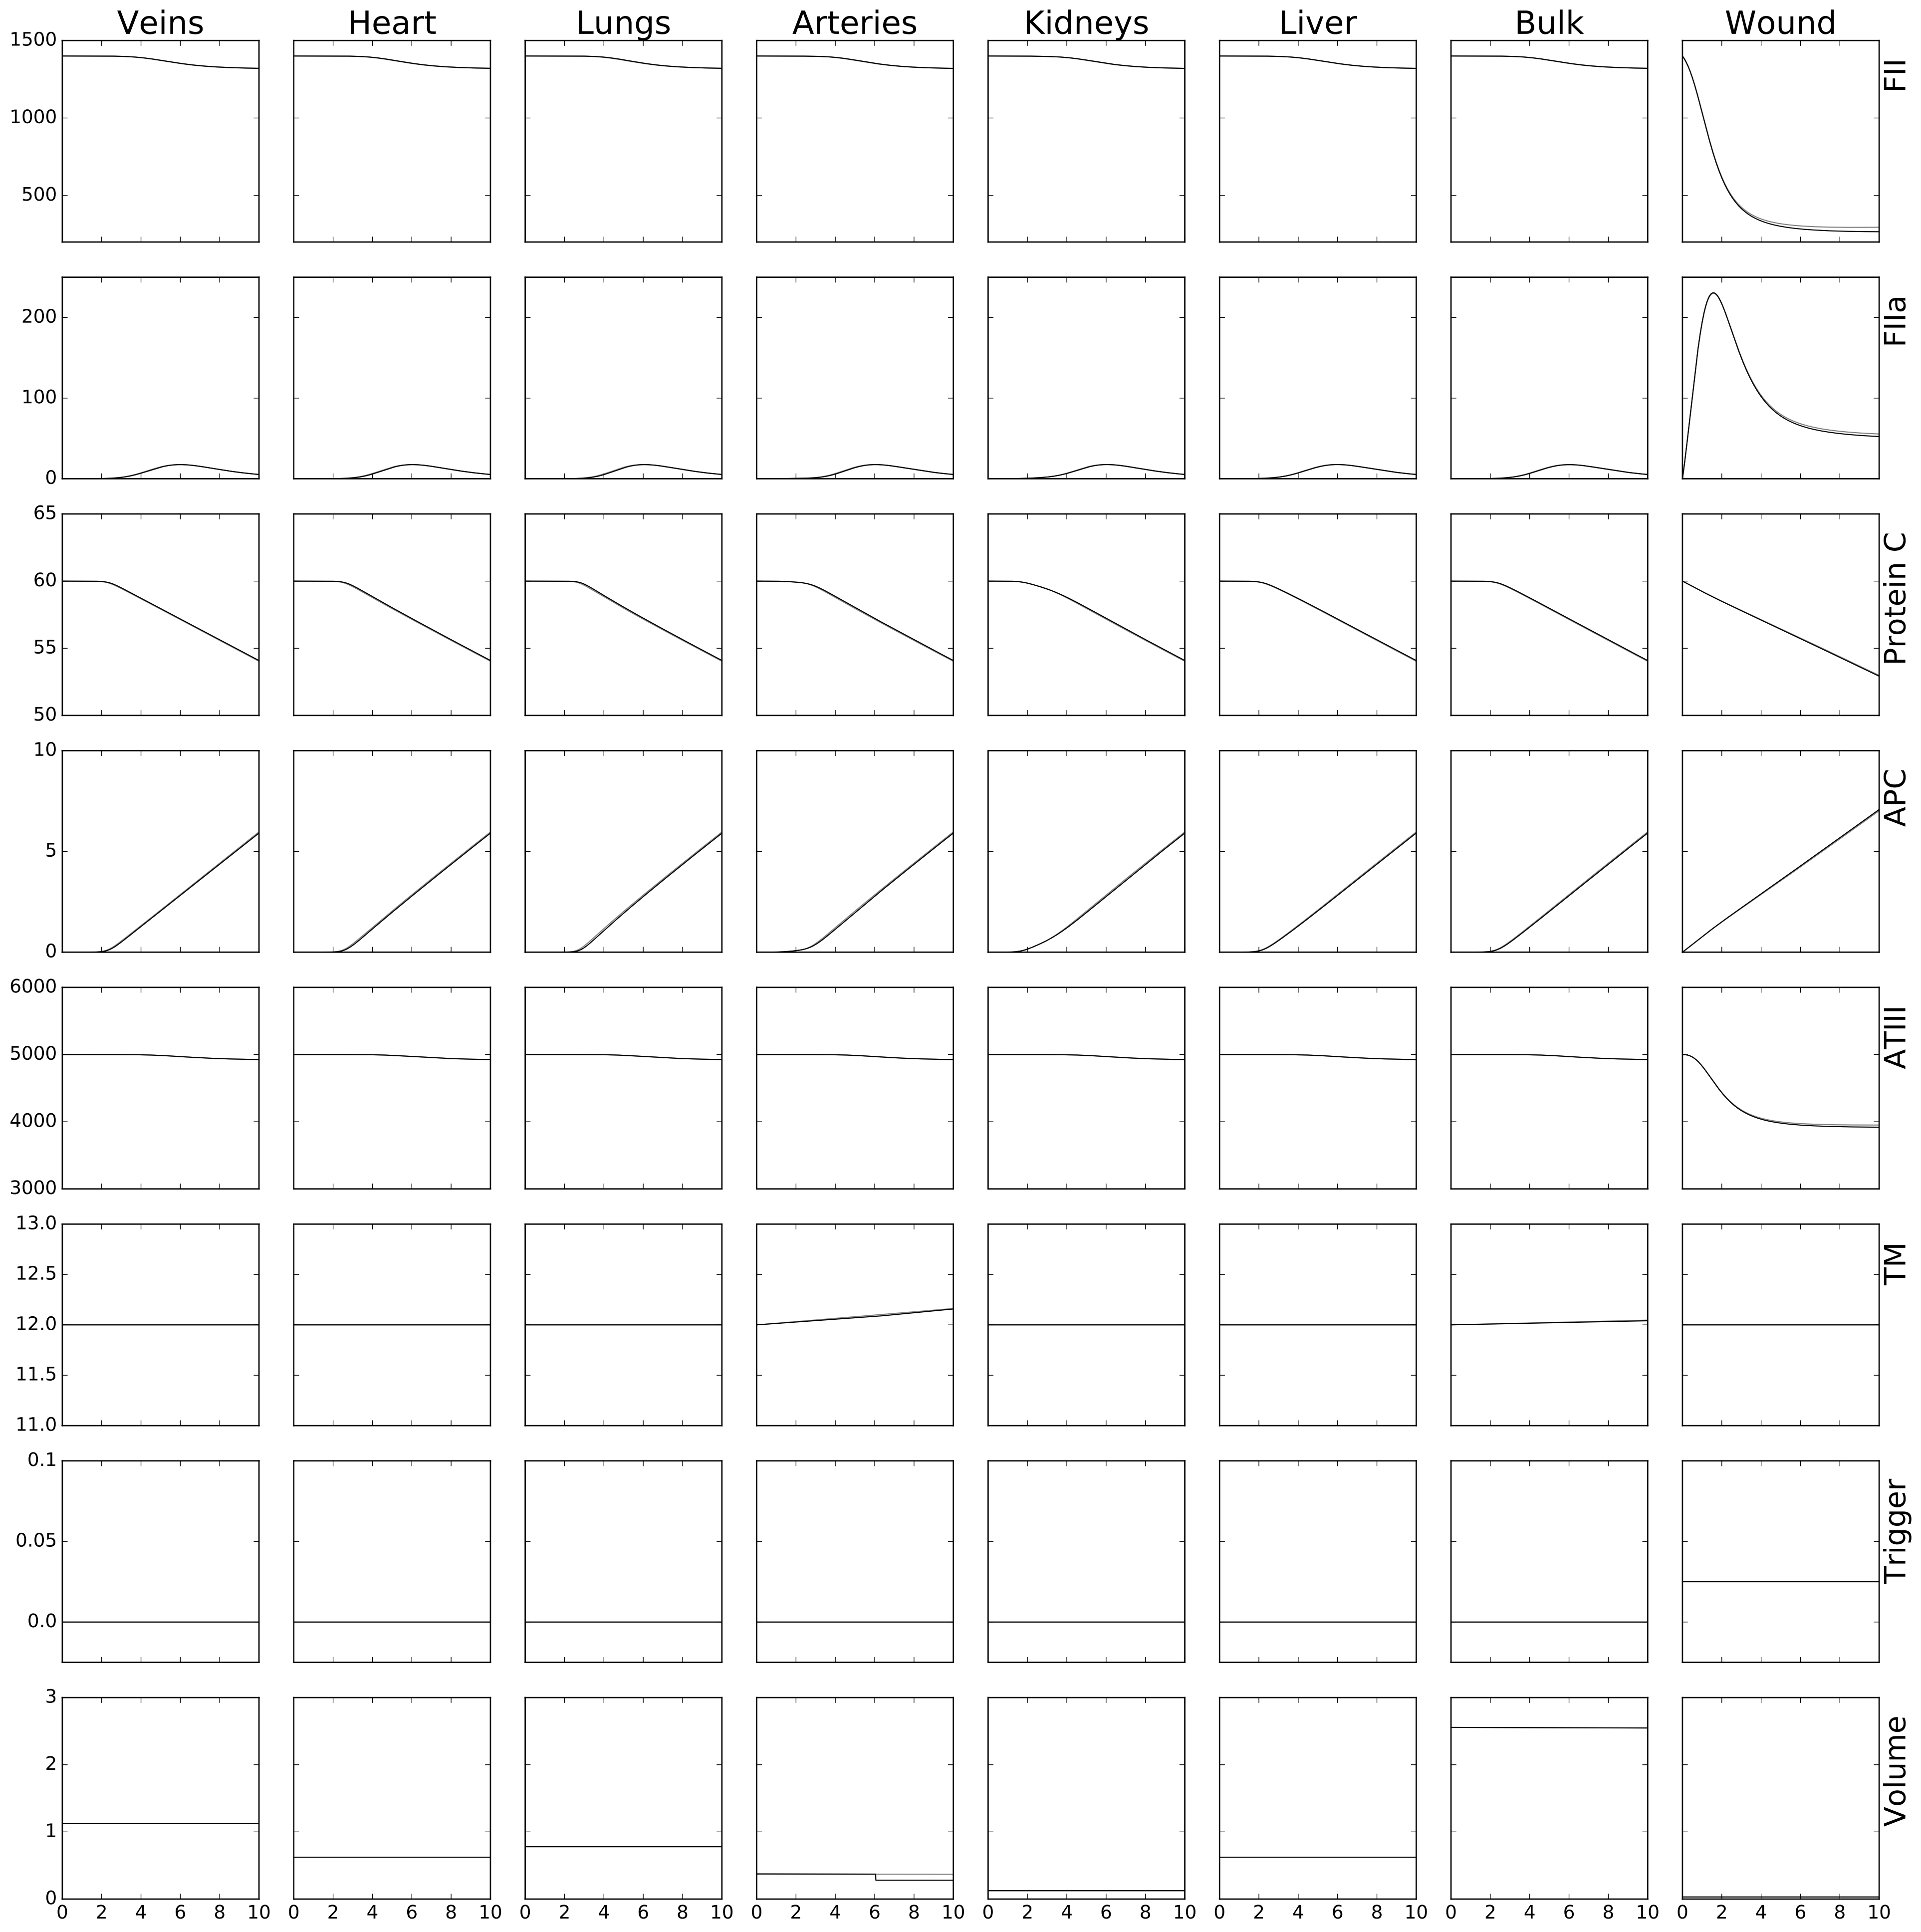 Veins Heart Lungs Arteries Kidneys Liver Bulk Wound
1500
1000
500
FII
200
100
0
FIIa
65
60
55
50
Protein C
10
5
0
APC
6000
5000
4000
3000
ATIII
13.0
12.5
12.0
11.5
11.0
TM
0.1
0.05
0.0
Trigger
3
2
1
0
Volume
0 2 4 6 8 10 0 2 4 6 8 10 0 2 4 6 8 10 0 2 4 6 8 10 0 2 4 6 8 10 0 2 4 6 8 10 0 2 4 6 8 10 0 2 4 6 8 10